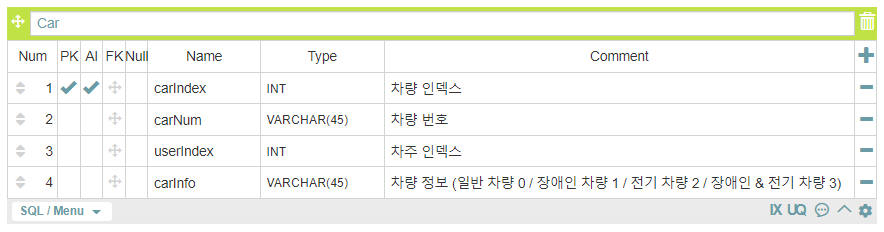 Car
Num PK AI FK Null Name Type Comment
1 carIndex INT 차량 인덱스
2 carNum VARCHAR(45) 차량 번호
3 userIndex INT 차주 인덱스
4 carInfo VARCHAR(45) 차량 정보 (일반 차량 0 / 장애인 차량 1 / 전기 차량 2 / 장애인 & 전기 차량 3)
SQL / Menu IX UQ